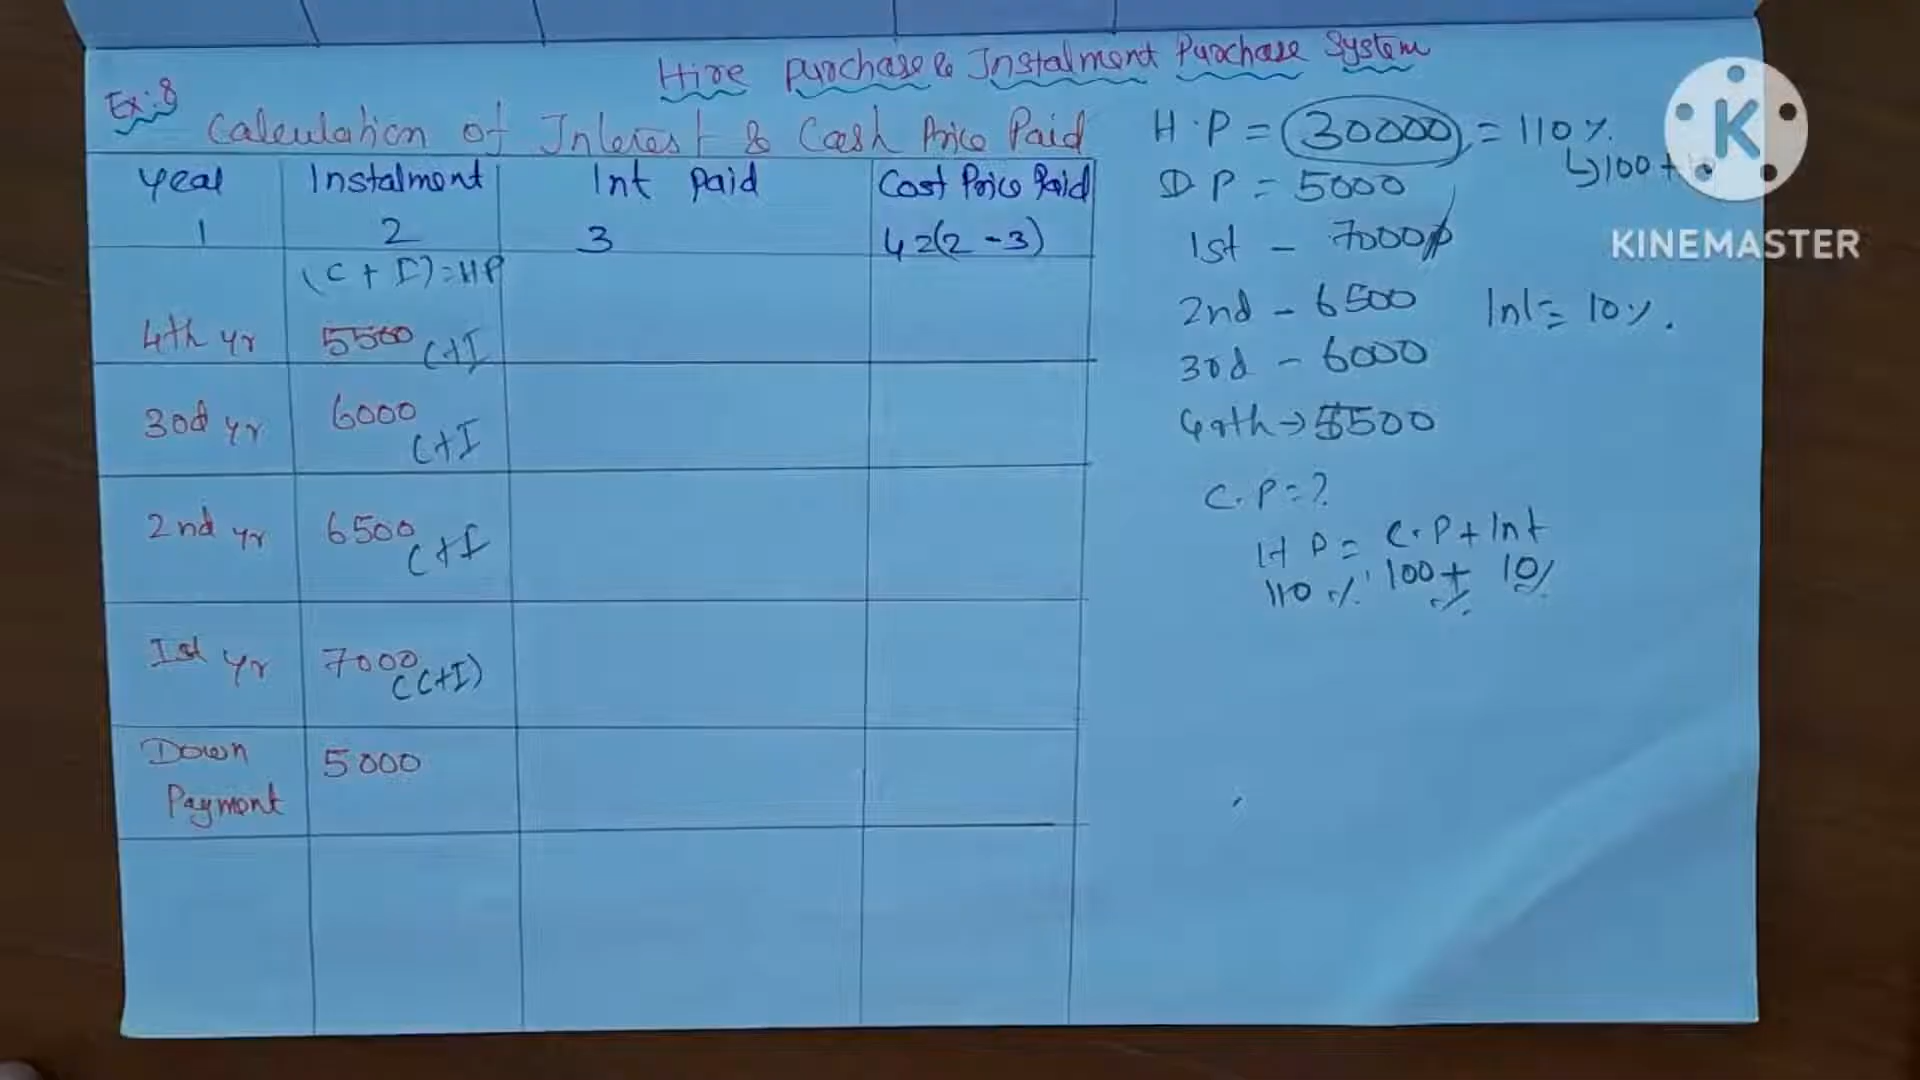 Hire purchase & Instalment Purchase System
Ex:8
Calculation of Interest & Cash Price Paid
Year Instalment Int Paid Cost Price Paid
1 2 3 4=(2-3)
(C+I)=HP
4th yr 5500 C+I
3rd yr 6000 C+I
2nd yr 6500 C+I
Ist yr 7000 (C+I)
Down Payment 5000
H.P = 30000 = 110%.
↳100+
D P = 5000
1st - 7000
2nd - 6500 Int = 10%.
3rd - 6000
4rth → 5500
C.P = ?
H P = C.P + Int
110% 100% + 10%
K
KINEMASTER